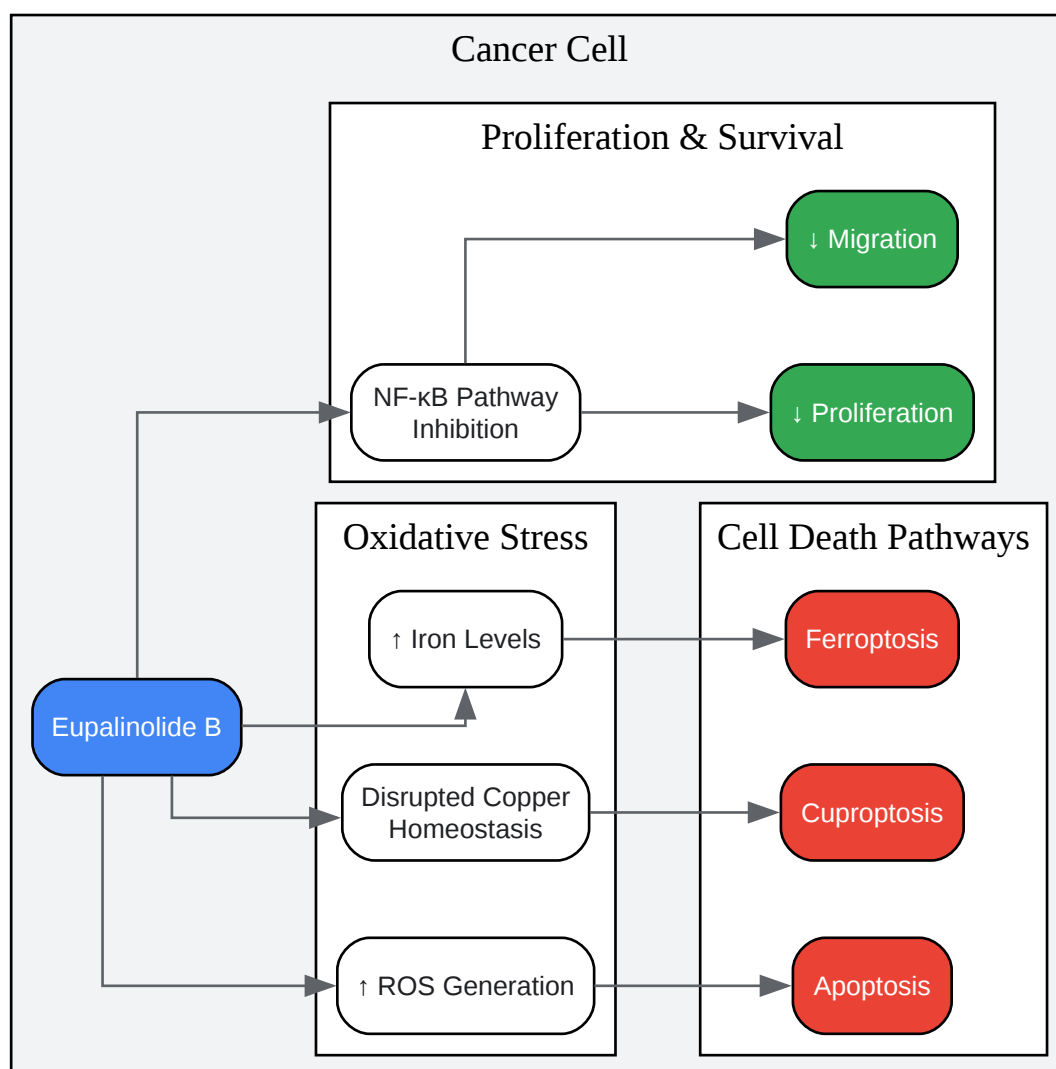 Cancer Cell
Proliferation & Survival
↓ Migration
NF-κB Pathway
Inhibition
↓ Proliferation
Oxidative Stress
Cell Death Pathways
↑ Iron Levels
Ferroptosis
Eupalinolide B
Disrupted Copper
Homeostasis
Cuproptosis
↑ ROS Generation
Apoptosis